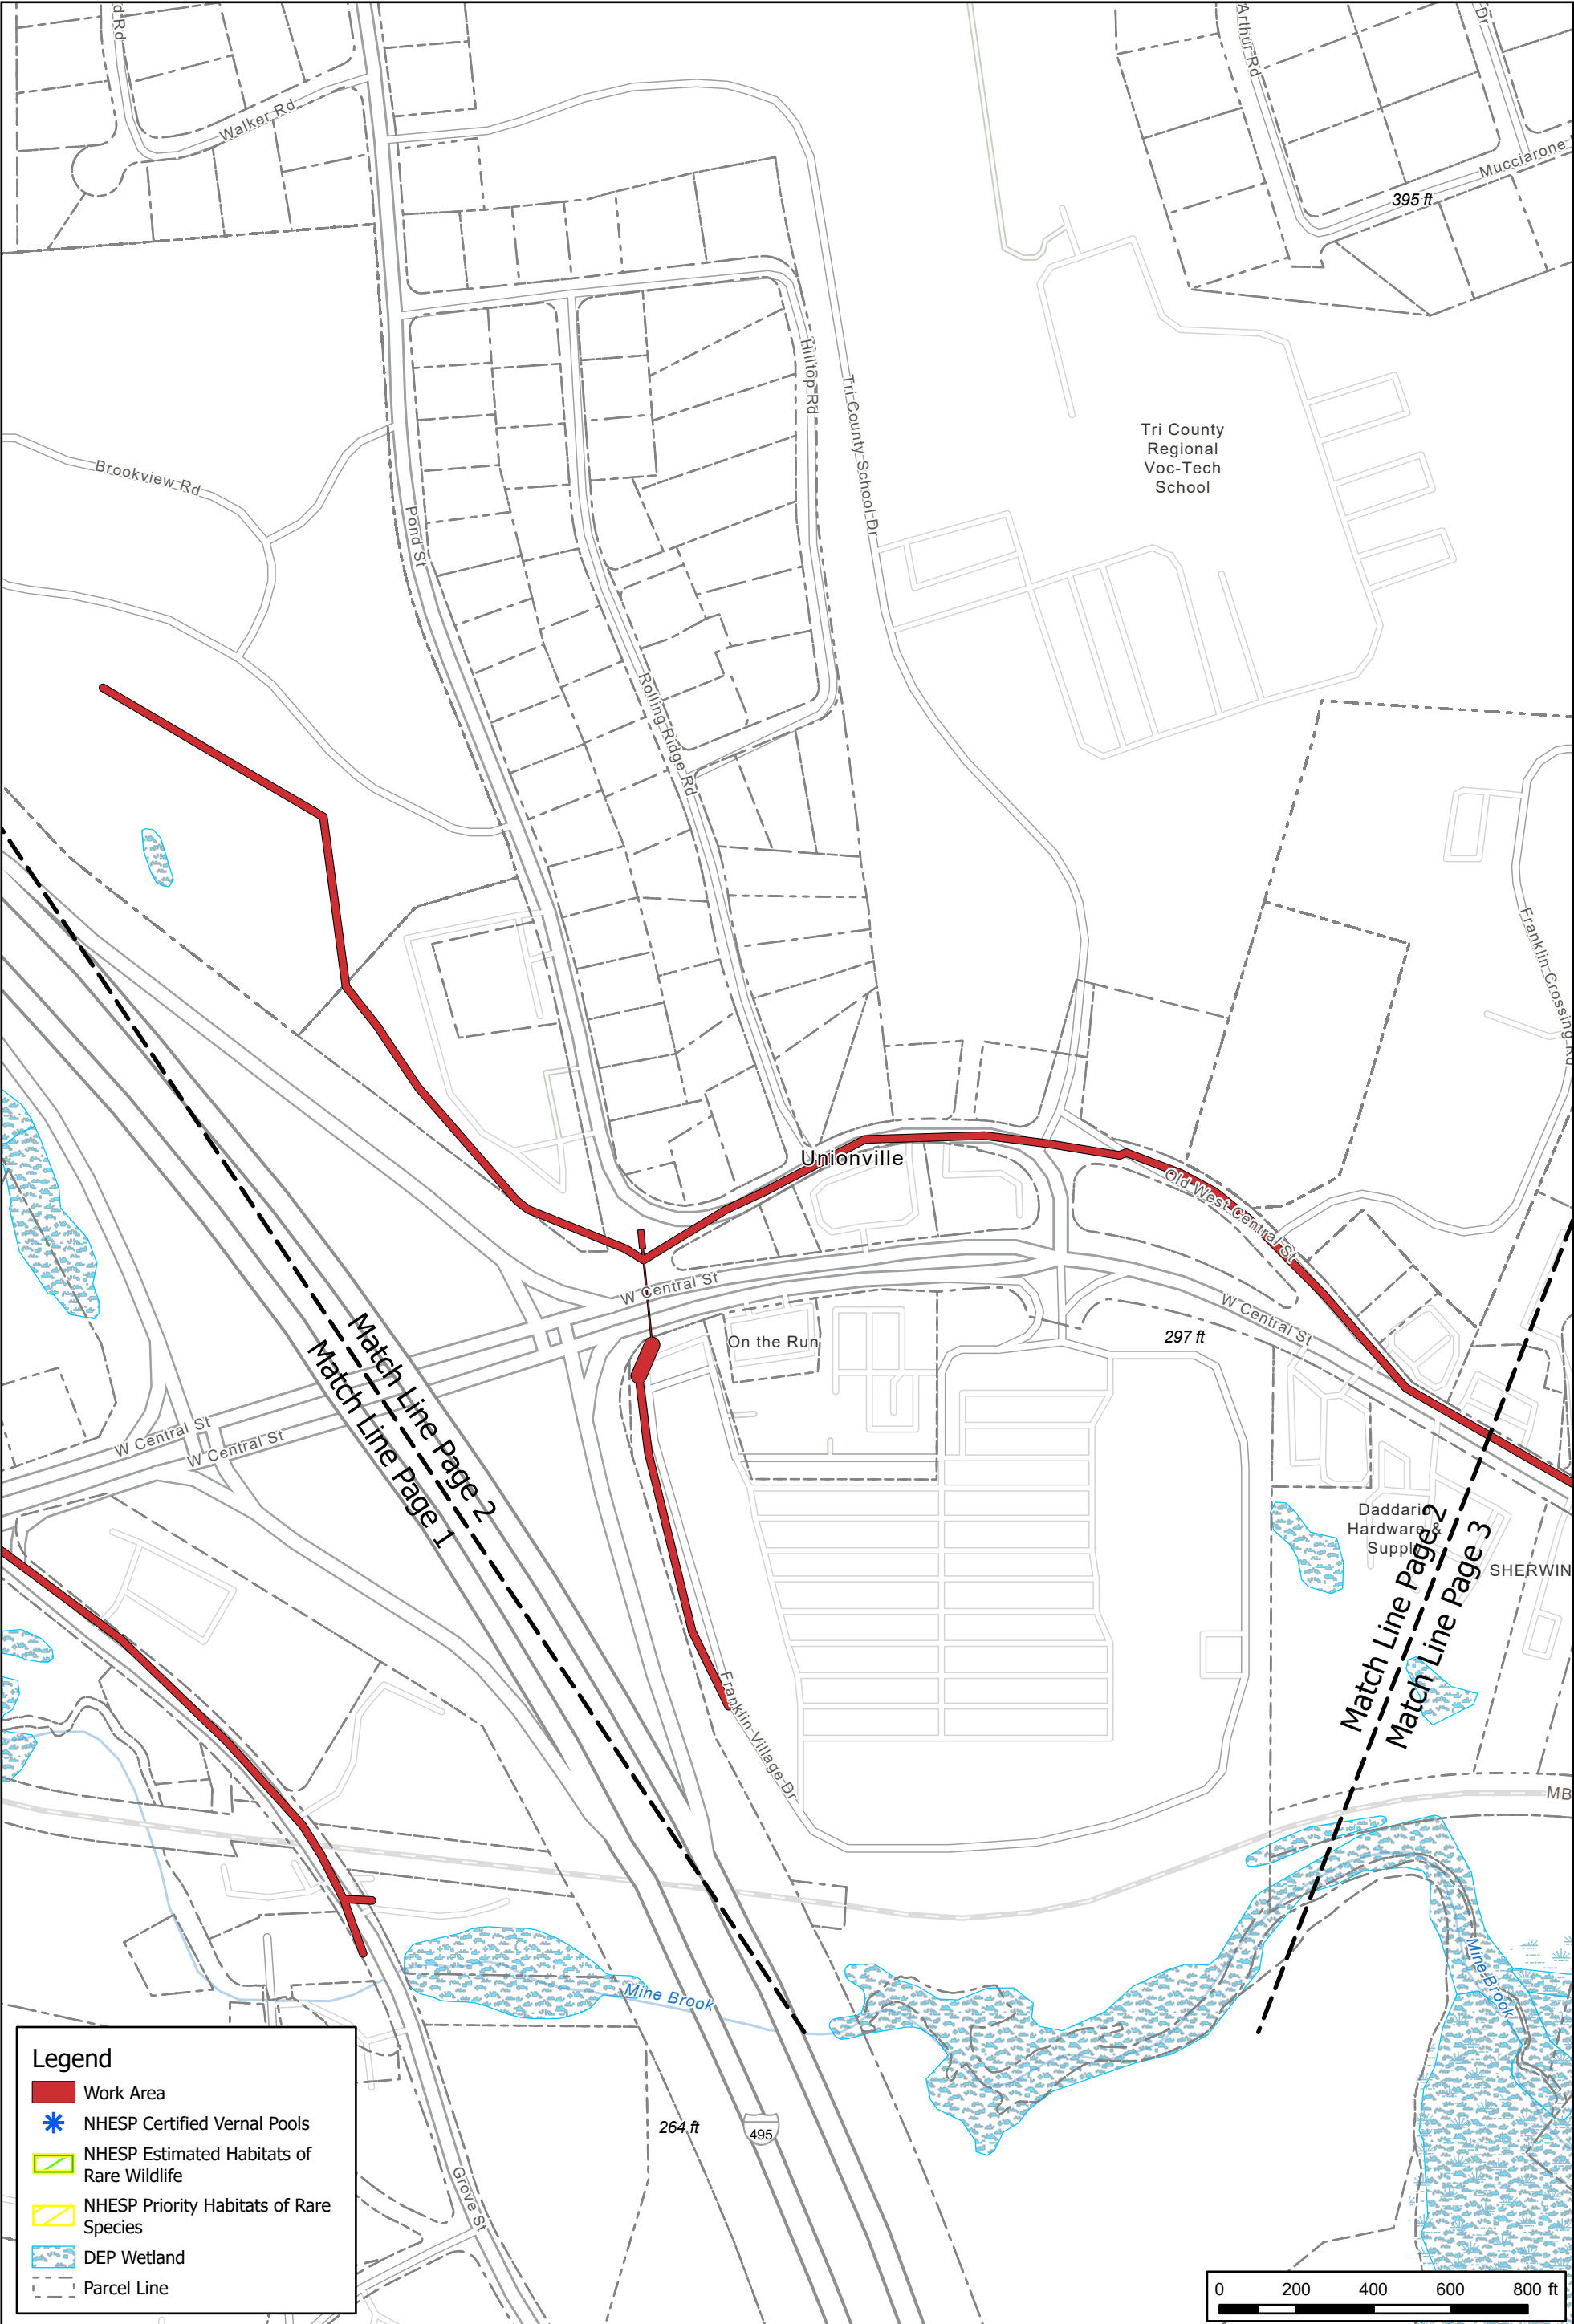 d Rd
Walker Rd
Arthur Rd
Dr
Mucciarone
395 ft
Hilltop Rd
Tri County School Dr
Tri County
Regional
Voc-Tech
School
Brookview Rd
Pond St
Rolling Ridge Rd
Franklin Crossing Rd
Unionville
Old West Central St
W Central St
W Central St
297 ft
On the Run
Match Line Page 2
Match Line Page 1
W Central St
W Central St
Daddario
Hardware &
Supply
SHERWIN
Match Line Page 2
Match Line Page 3
Franklin Village Dr
MB
Mine Brook
Mine Brook
264 ft
495
Grove St
Legend
Work Area
NHESP Certified Vernal Pools
NHESP Estimated Habitats of
Rare Wildlife
NHESP Priority Habitats of Rare
Species
DEP Wetland
Parcel Line
0 200 400 600 800 ft